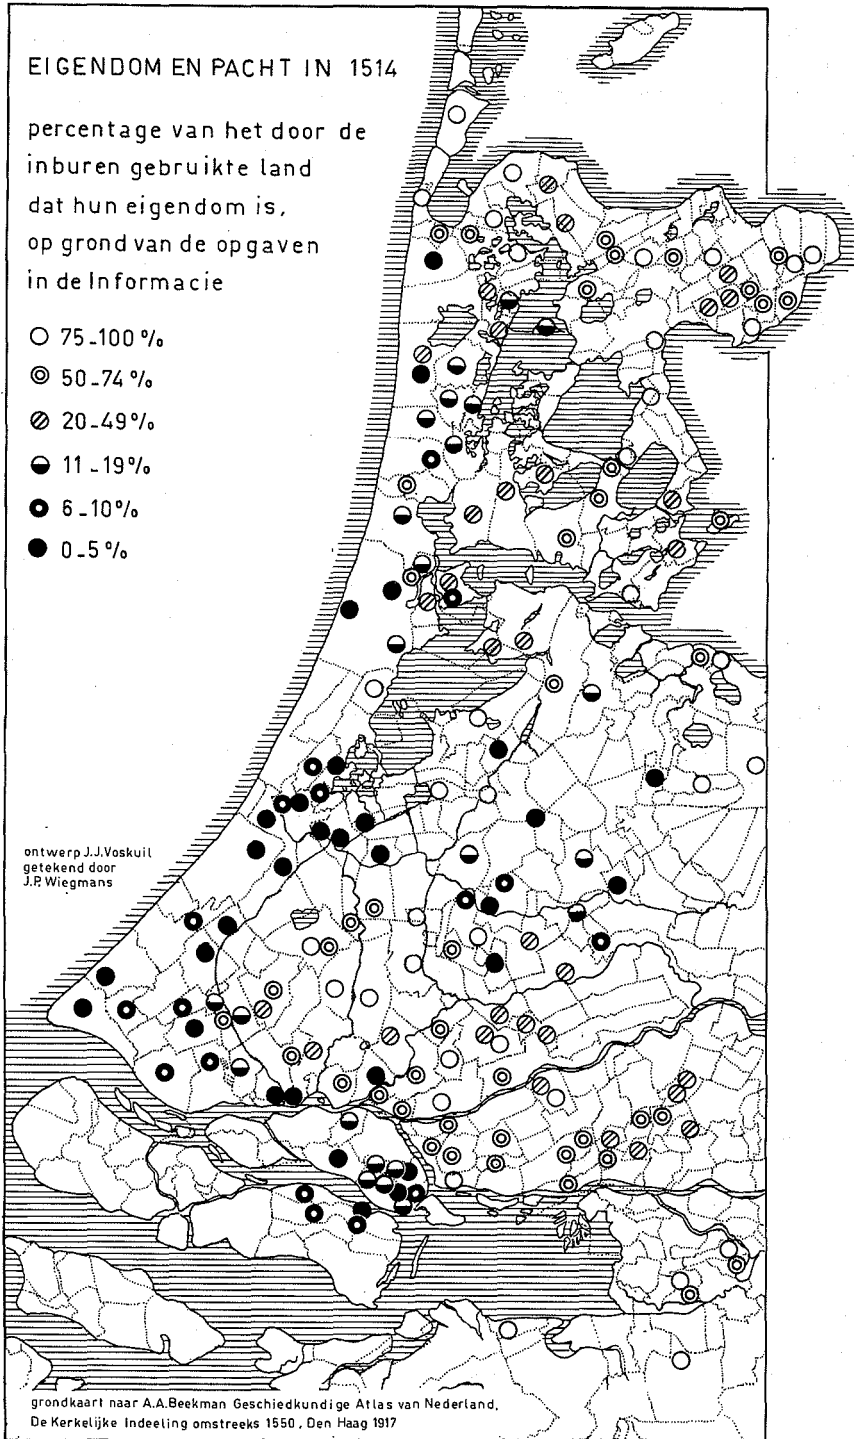 EIGENDOM EN PACHT IN 1514
percentage van het door de
inburen gebruikte land
dat hun eigendom is,
op grond van de opgaven
in de Informacie
75-100 %
50-74 %
20-49 %
11-19 %
6-10 %
0-5 %
ontwerp J.J.Voskuil
getekend door
J.P. Wiegmans
grondkaart naar A.A.Beekman Geschiedkundige Atlas van Nederland,
De Kerkelijke Indeeling omstreeks 1550, Den Haag 1917